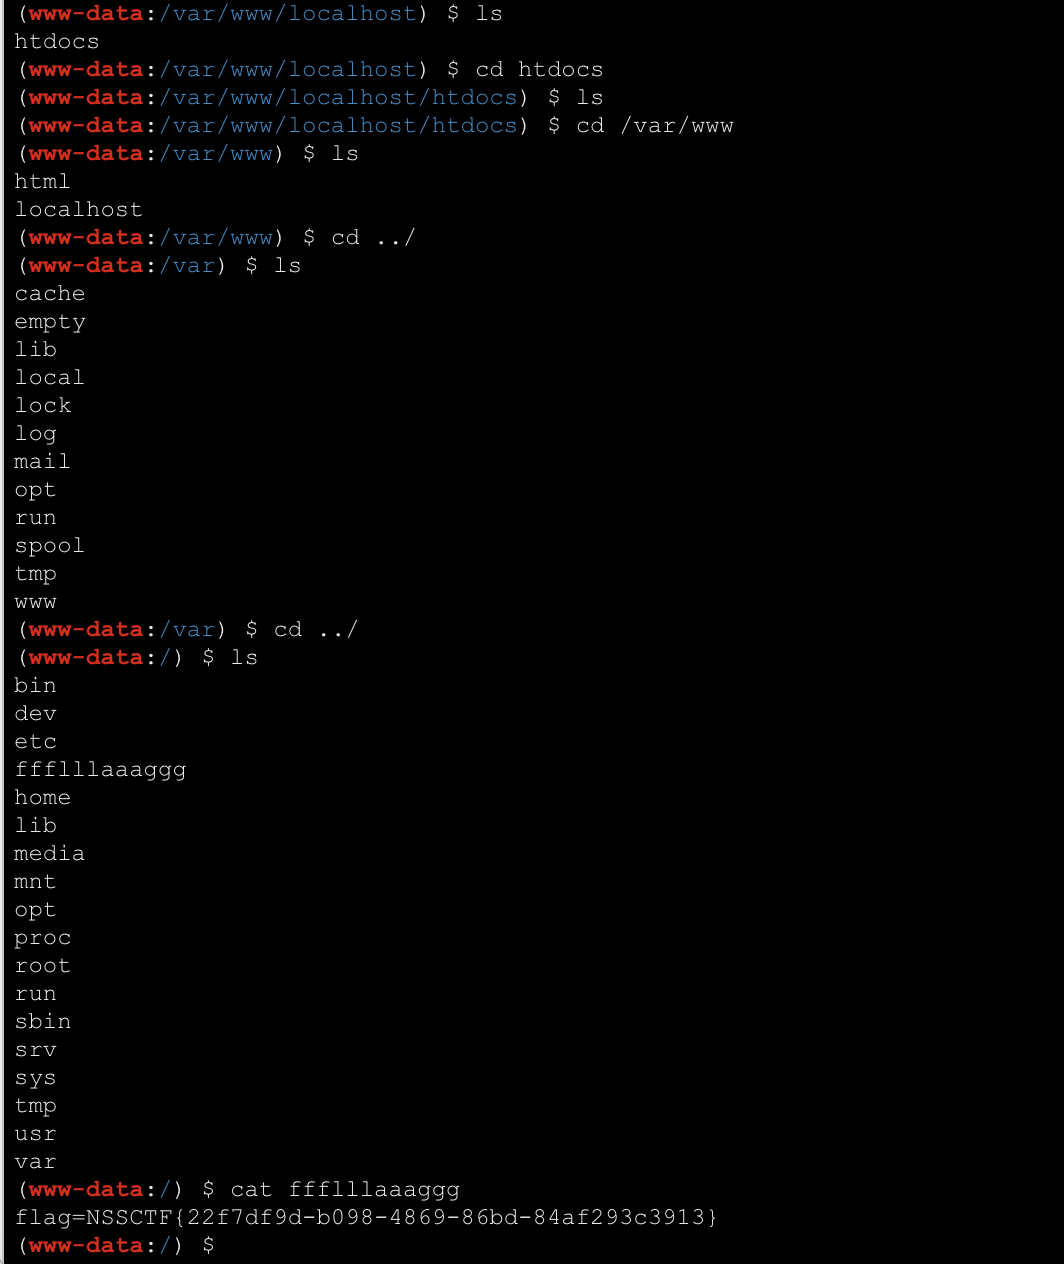 (www-data:/var/www/localhost) $ ls
htdocs
(www-data:/var/www/localhost) $ cd htdocs
(www-data:/var/www/localhost/htdocs) $ ls
(www-data:/var/www/localhost/htdocs) $ cd /var/www
(www-data:/var/www) $ ls
html
localhost
(www-data:/var/www) $ cd ../
(www-data:/var) $ ls
cache
empty
lib
local
lock
log
mail
opt
run
spool
tmp
www
(www-data:/var) $ cd ../
(www-data:/) $ ls
bin
dev
etc
ffflllaaaggg
home
lib
media
mnt
opt
proc
root
run
sbin
srv
sys
tmp
usr
var
(www-data:/) $ cat ffflllaaaggg
flag=NSSCTF{22f7df9d-b098-4869-86bd-84af293c3913}
(www-data:/) $